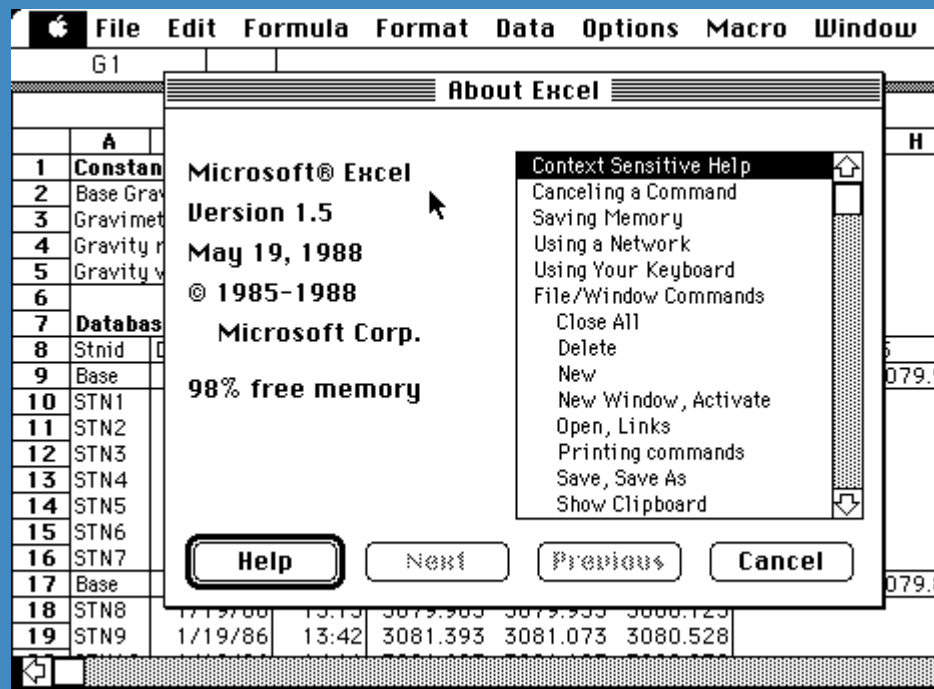 File Edit Formula Format Data Options Macro Window
G1
About Excel
A H
1 Constan
2 Base Grav
3 Gravimet
4 Gravity r
5 Gravity v
6
7 Databas
8 Stnid
9 Base 079.
10 STN1
11 STN2
12 STN3
13 STN4
14 STN5
15 STN6
16 STN7
17 Base 079.
18 STN8
19 STN9 1/19/86 13:42 3081.393 3081.073 3080.528
Microsoft® Excel
Version 1.5
May 19, 1988
© 1985-1988
Microsoft Corp.
98% free memory
Context Sensitive Help
Canceling a Command
Saving Memory
Using a Network
Using Your Keyboard
File/Window Commands
Close All
Delete
New
New Window, Activate
Open, Links
Printing commands
Save, Save As
Show Clipboard
Help Next Previous Cancel